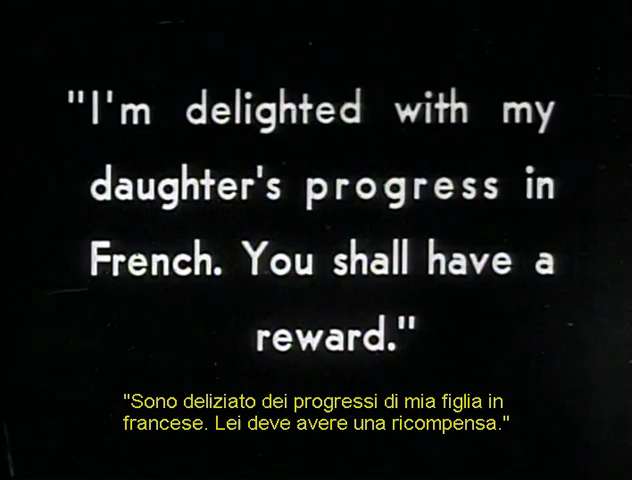 "I'm delighted with my
daughter's progress in
French. You shall have a
reward."
"Sono deliziato dei progressi di mia figlia in
francese. Lei deve avere una ricompensa."